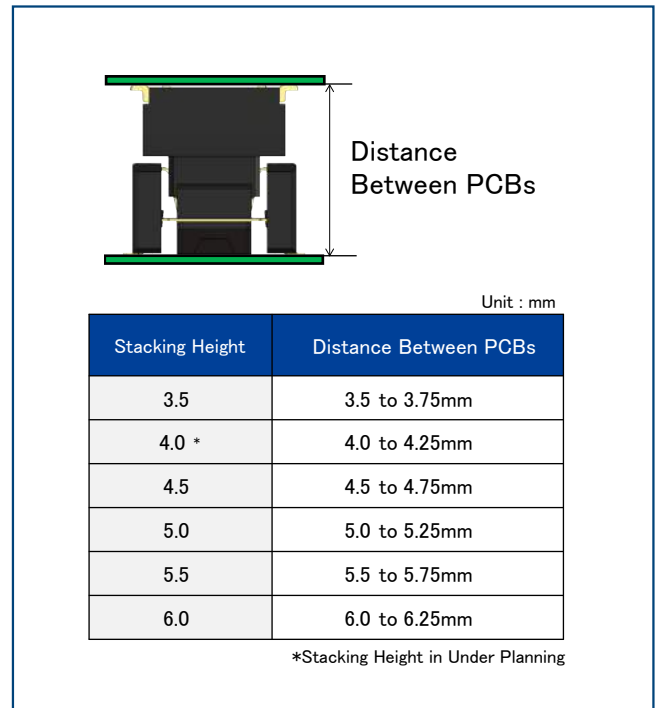 Distance
Between PCBs
Unit : mm
Stacking Height Distance Between PCBs
3.5 3.5 to 3.75mm
4.0 * 4.0 to 4.25mm
4.5 4.5 to 4.75mm
5.0 5.0 to 5.25mm
5.5 5.5 to 5.75mm
6.0 6.0 to 6.25mm
*Stacking Height in Under Planning